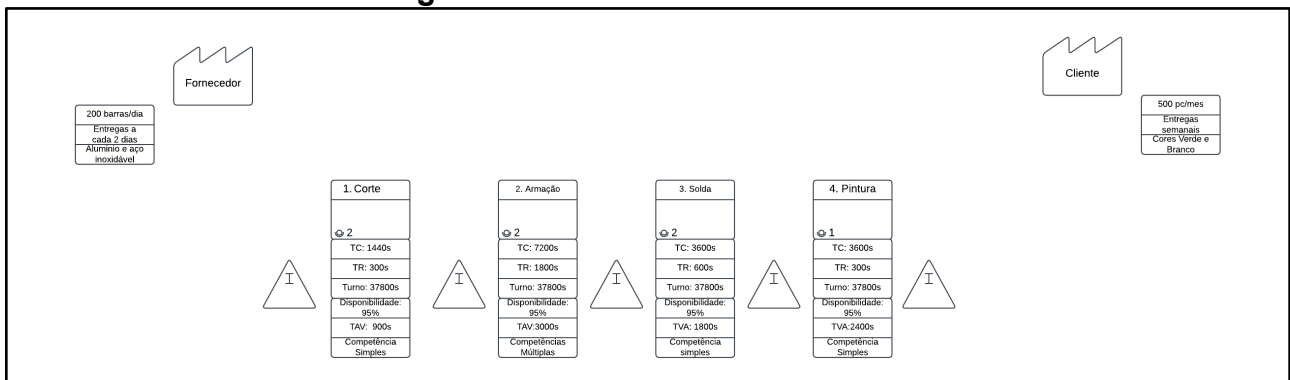 Fornecedor
Cliente
200 barras/dia
Entregas a
cada 2 dias
Aluminio e aço
inoxidável
500 pc/mes
Entregas
semanais
Cores Verde e
Branco
1. Corte
2
TC: 1440s
TR: 300s
Turno: 37800s
Disponibilidade:
95%
TAV: 900s
Competência
Simples
2. Armação
2
TC: 7200s
TR: 1800s
Turno: 37800s
Disponibilidade:
95%
TAV:3000s
Competências
Múltiplas
3. Solda
2
TC: 3600s
TR: 600s
Turno: 37800s
Disponibilidade:
95%
TVA: 1800s
Competência
simples
4. Pintura
1
TC: 3600s
TR: 300s
Turno: 37800s
Disponibilidade:
95%
TVA:2400s
Competência
Simples
I
I
I
I
I